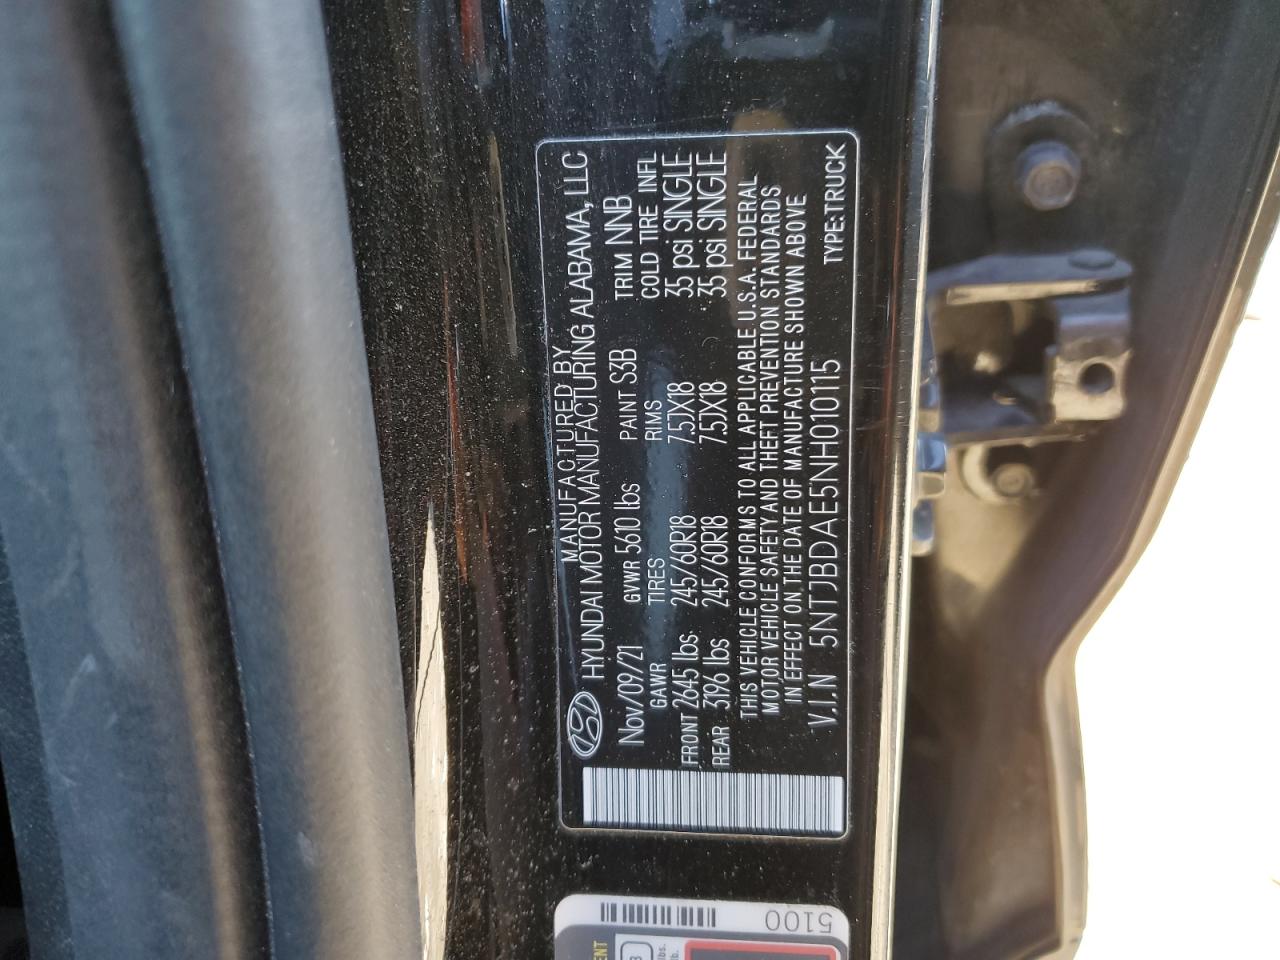 MANUFACTURED BY
HYUNDAI MOTOR MANUFACTURING ALABAMA, LLC
Nov/09/21 GVWR 5610 lbs PAINT S3B TRIM NNB
GAWR TIRES RIMS COLD TIRE INFL
FRONT 2645 lbs 245/60R18 7.5JX18 35 psi SINGLE
REAR 3196 lbs 245/60R18 7.5JX18 35 psi SINGLE
THIS VEHICLE CONFORMS TO ALL APPLICABLE U.S.A. FEDERAL
MOTOR VEHICLE SAFETY AND THEFT PREVENTION STANDARDS
IN EFFECT ON THE DATE OF MANUFACTURE SHOWN ABOVE
V.I.N 5NTJBDAE5NH010115 TYPE:TRUCK
5100